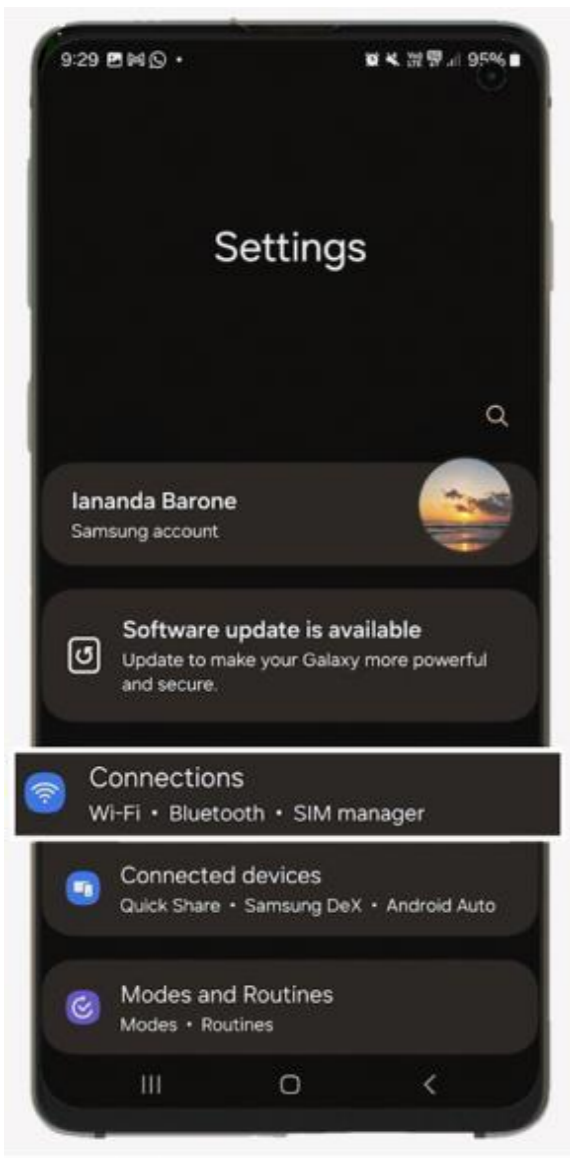 9:29
95%
Settings
Iananda Barone
Samsung account
Software update is available
Update to make your Galaxy more powerful
and secure.
Connections
Wi-Fi • Bluetooth • SIM manager
Connected devices
Quick Share • Samsung DeX • Android Auto
Modes and Routines
Modes • Routines